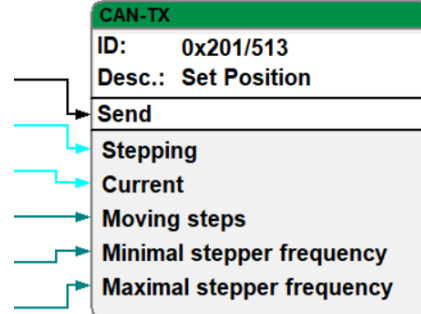 CAN-TX
ID: 0x201/513
Desc.: Set Position
Send
Stepping
Current
Moving steps
Minimal stepper frequency
Maximal stepper frequency